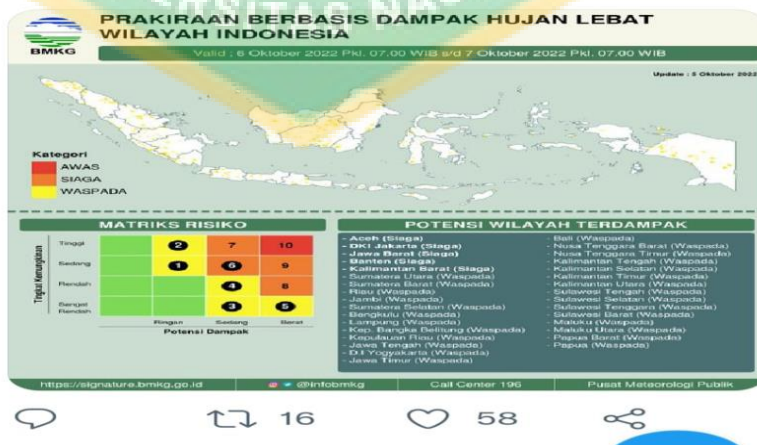 PRAKIRAAN BERBASIS DAMPAK HUJAN LEBAT
WILAYAH INDONESIA
BMKG
Valid : 6 Oktober 2022 Pkl. 07.00 WIB s/d 7 Oktober 2022 Pkl. 07.00 WIB
Update : 5 Oktober 2022
Kategori
AWAS
SIAGA
WASPADA
MATRIKS RISIKO
Tingkat Kemungkinan
Tinggi 2 7 10
Sedang 1 6 9
Rendah 4 8
Sangat Rendah 3 5
Ringan Sedang Berat
Potensi Dampak
POTENSI WILAYAH TERDAMPAK
- Aceh (Siaga)
- DKI Jakarta (Siaga)
- Jawa Barat (Siaga)
- Banten (Siaga)
- Kalimantan Barat (Siaga)
- Sumatera Utara (Waspada)
- Sumatera Barat (Waspada)
- Riau (Waspada)
- Jambi (Waspada)
- Sumatera Selatan (Waspada)
- Bengkulu (Waspada)
- Lampung (Waspada)
- Kep. Bangka Belitung (Waspada)
- Kepulauan Riau (Waspada)
- Jawa Tengah (Waspada)
- D.I Yogyakarta (Waspada)
- Jawa Timur (Waspada)
- Bali (Waspada)
- Nusa Tenggara Barat (Waspada)
- Nusa Tenggara Timur (Waspada)
- Kalimantan Tengah (Waspada)
- Kalimantan Selatan (Waspada)
- Kalimantan Timur (Waspada)
- Kalimantan Utara (Waspada)
- Sulawesi Tengah (Waspada)
- Sulawesi Selatan (Waspada)
- Sulawesi Tenggara (Waspada)
- Sulawesi Barat (Waspada)
- Maluku (Waspada)
- Maluku Utara (Waspada)
- Papua Barat (Waspada)
- Papua (Waspada)
https://signature.bmkg.go.id
@infobmkg
Call Center 196
Pusat Meteorologi Publik
16
58